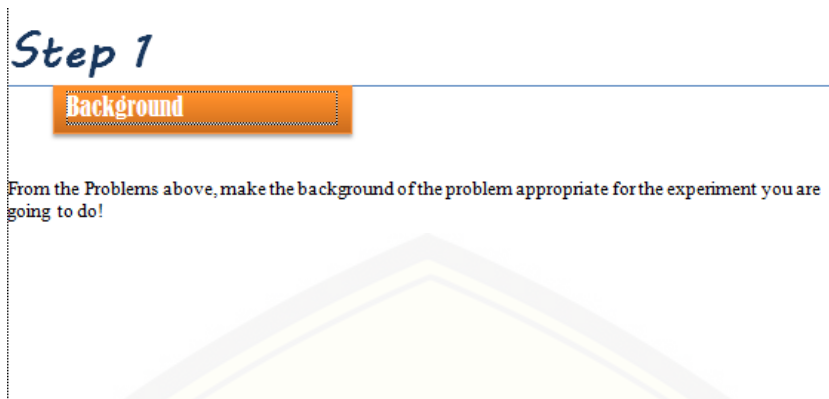 Step 1
Background
From the Problems above, make the background of the problem appropriate for the experiment you are
going to do!